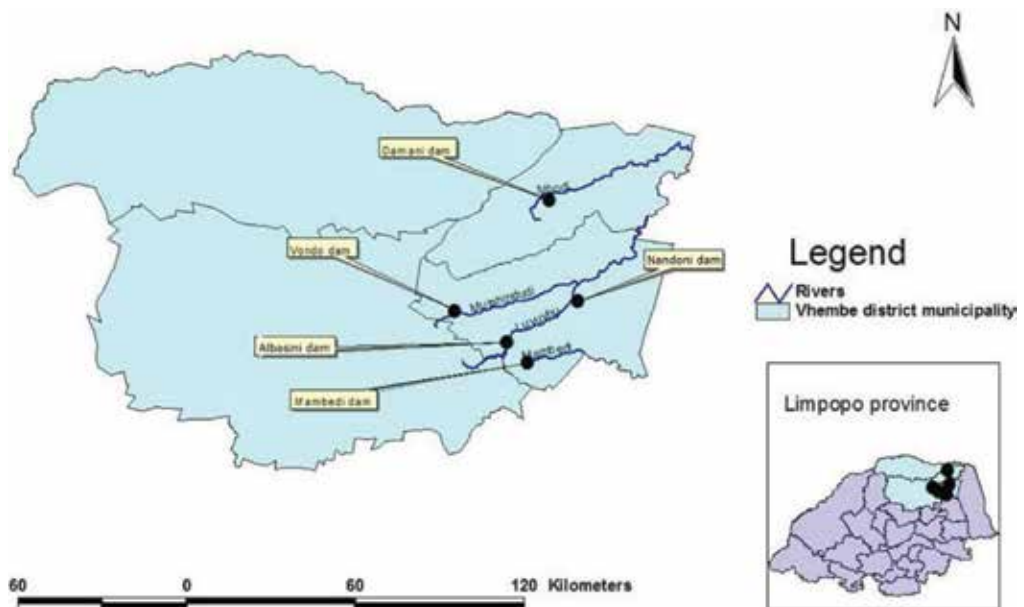 N
Damani dam
Vondo dam
Nandoni dam
Legend
Rivers
Vhembe district municipality
Albasini dam
Mambedi dam
Limpopo province
60 0 60 120 Kilometers